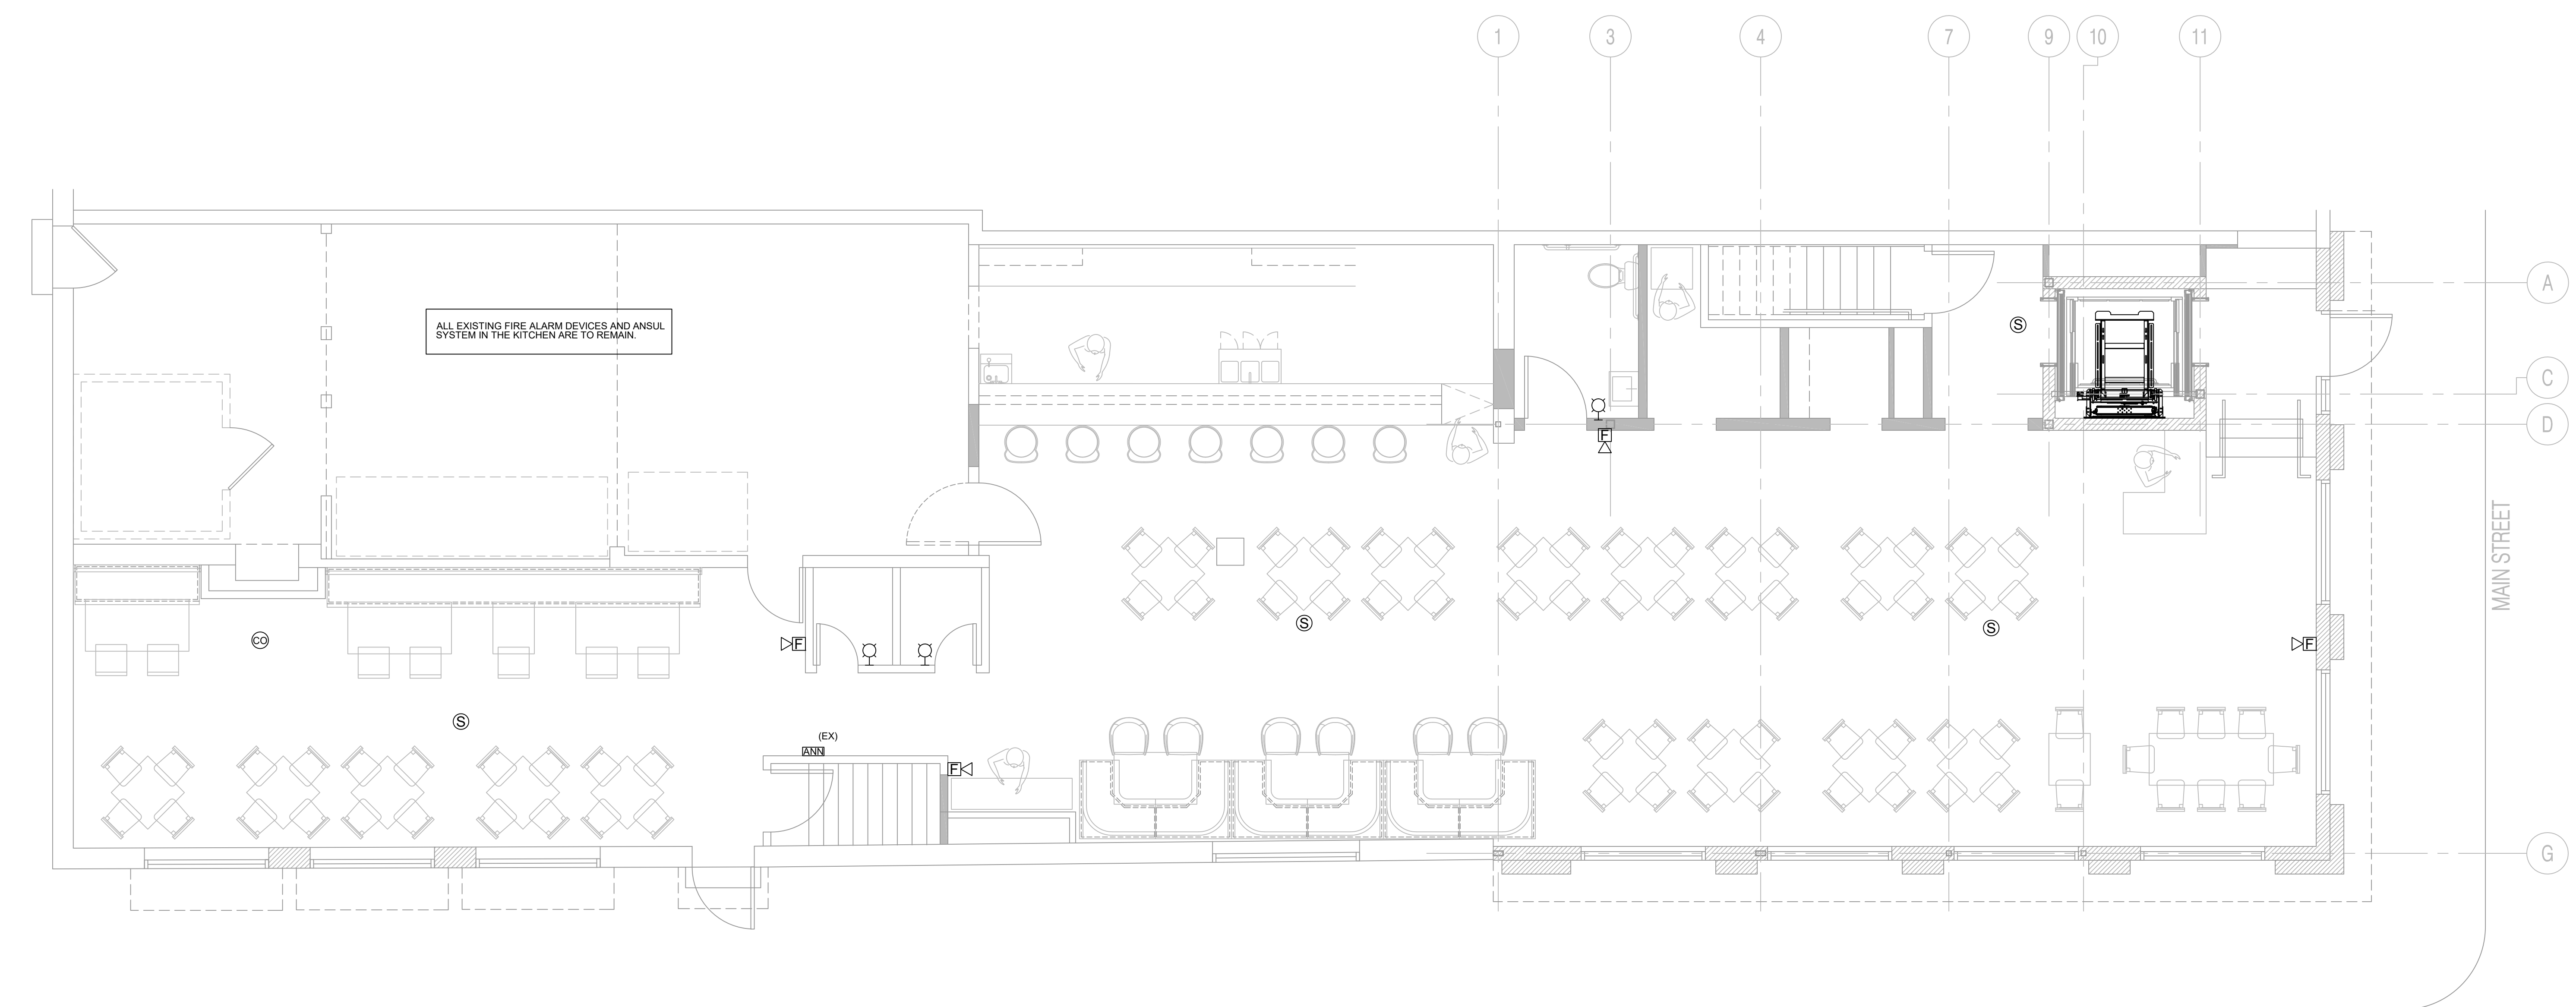 1
3
4
7
9
10
11
A
C
D
G
ALL EXISTING FIRE ALARM DEVICES AND ANSUL
SYSTEM IN THE KITCHEN ARE TO REMAIN.
S
F
MAIN STREET
S
S
CO
F
F
S
(EX)
ANN
F